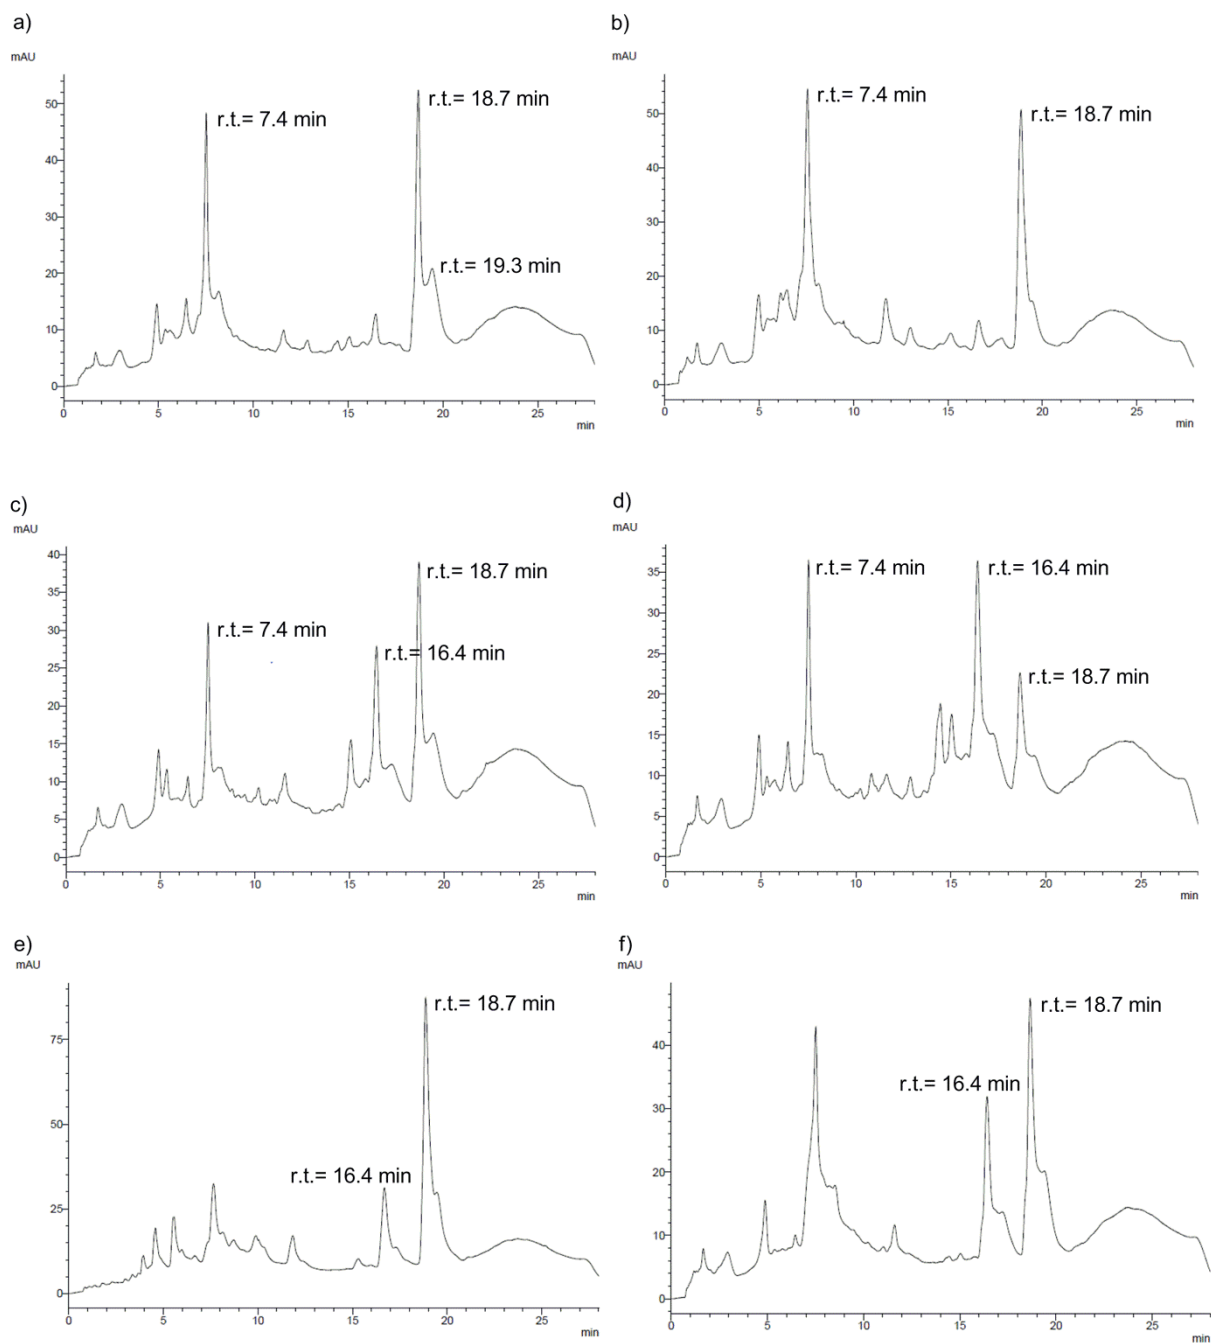 a)
mAU
r.t.= 7.4 min
r.t.= 18.7 min
r.t.= 19.3 min
50
40
30
20
10
0
0 5 10 15 20 25
min
b)
mAU
r.t.= 7.4 min
r.t.= 18.7 min
50
40
30
20
10
0
0 5 10 15 20 25
min
c)
mAU
r.t.= 7.4 min
r.t.= 16.4 min
r.t.= 18.7 min
40
35
30
25
20
15
10
5
0
0 5 10 15 20 25
min
d)
mAU
r.t.= 7.4 min
r.t.= 16.4 min
r.t.= 18.7 min
35
30
25
20
15
10
5
0
0 5 10 15 20 25
min
e)
mAU
r.t.= 18.7 min
r.t.= 16.4 min
75
50
25
0
0 5 10 15 20 25
min
f)
mAU
r.t.= 18.7 min
r.t.= 16.4 min
40
30
20
10
0
0 5 10 15 20 25
min